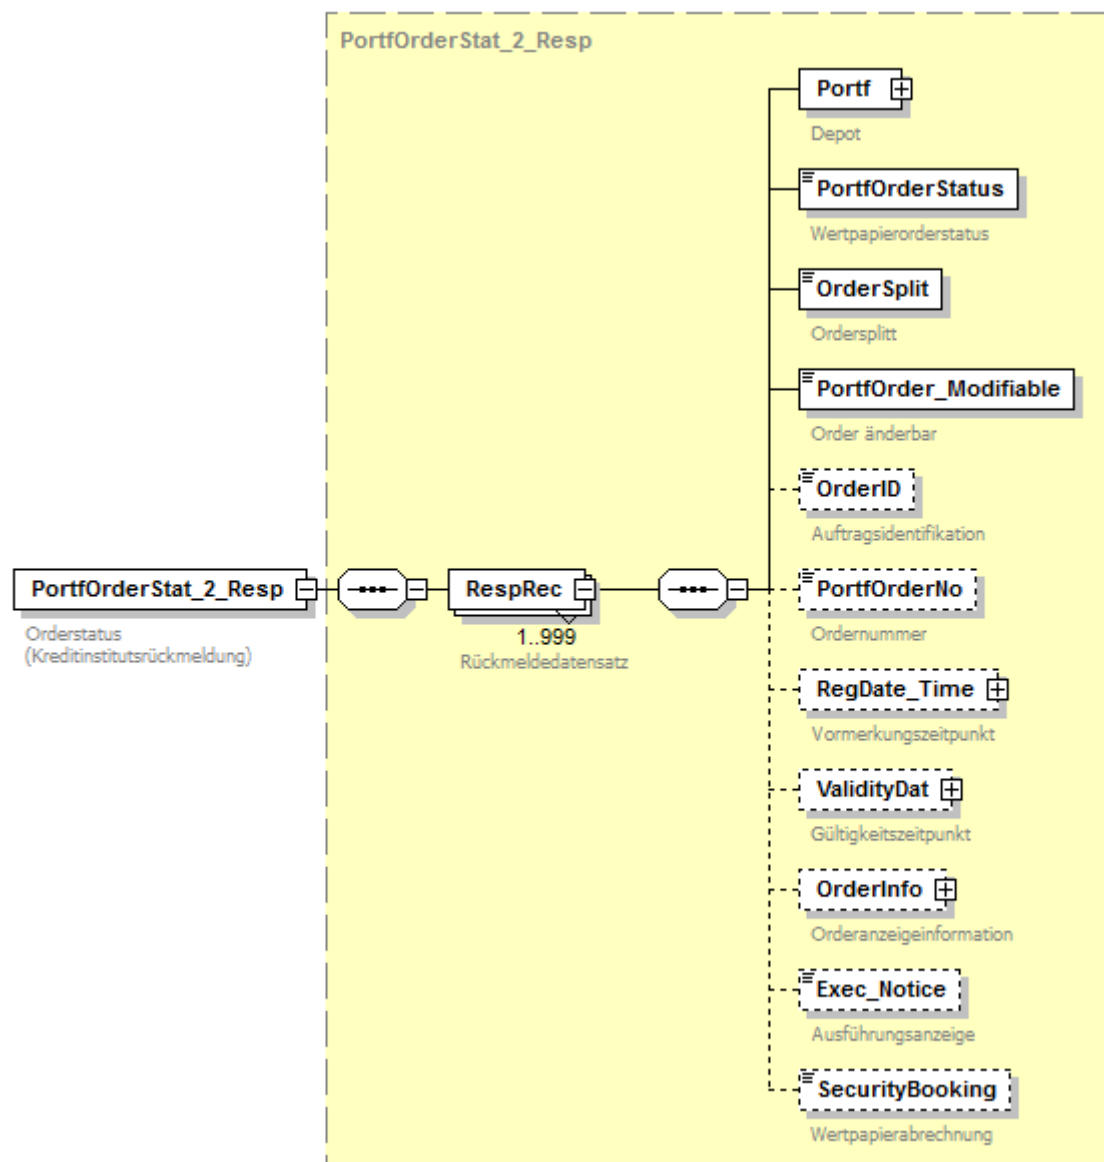 PortfOrderStat_2_Resp
Portf
Depot
PortfOrderStatus
Wertpapierorderstatus
OrderSplit
Ordersplitt
PortfOrder_Modifiable
Order änderbar
OrderID
Auftragsidentifikation
PortfOrderStat_2_Resp
Orderstatus
(Kreditinstitutsrückmeldung)
RespRec
1..999
Rückmeldedatensatz
PortfOrderNo
Ordernummer
RegDate_Time
Vormerkungszeitpunkt
ValidityDat
Gültigkeitszeitpunkt
OrderInfo
Orderanzeigeinformation
Exec_Notice
Ausführungsanzeige
SecurityBooking
Wertpapierabrechnung